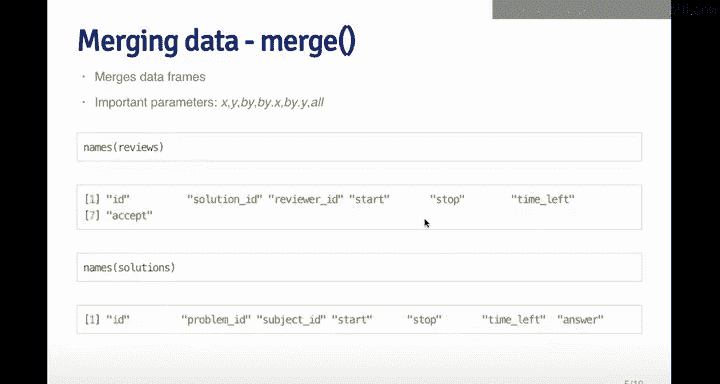 Merging data - merge()
· Merges data frames
· Important parameters: x,y,by,by.x,by.y,all
names(reviews)
[1] "id" "solution_id" "reviewer_id" "start" "stop" "time_left"
[7] "accept"
names(solutions)
[1] "id" "problem_id" "subject_id" "start" "stop" "time_left" "answer"